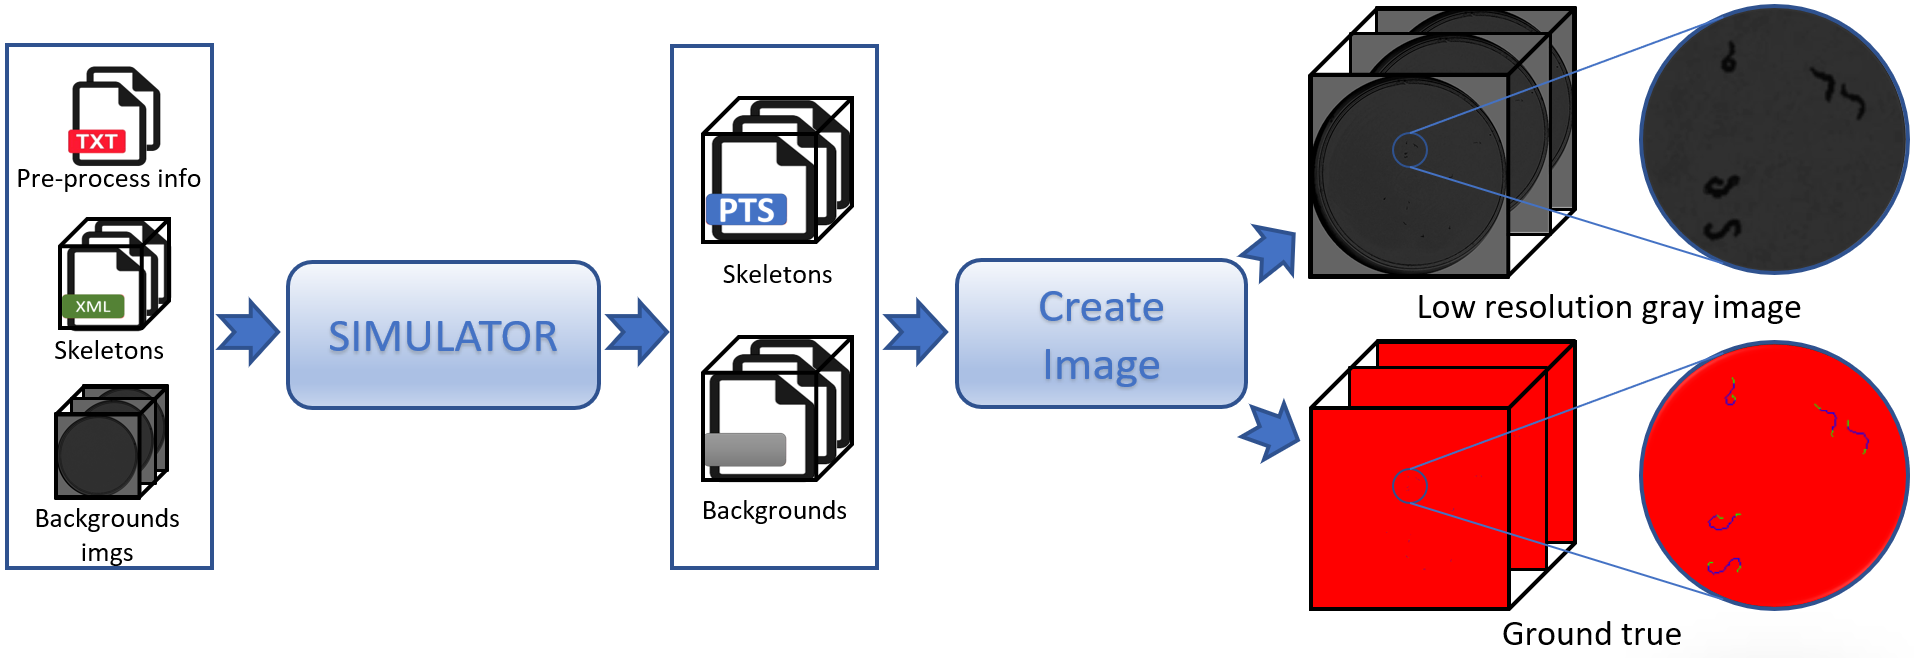 TXT
Pre-process info
XML
Skeletons
Backgrounds
imgs
SIMULATOR
PTS
Skeletons
Backgrounds
Create
Image
Low resolution gray image
Ground true